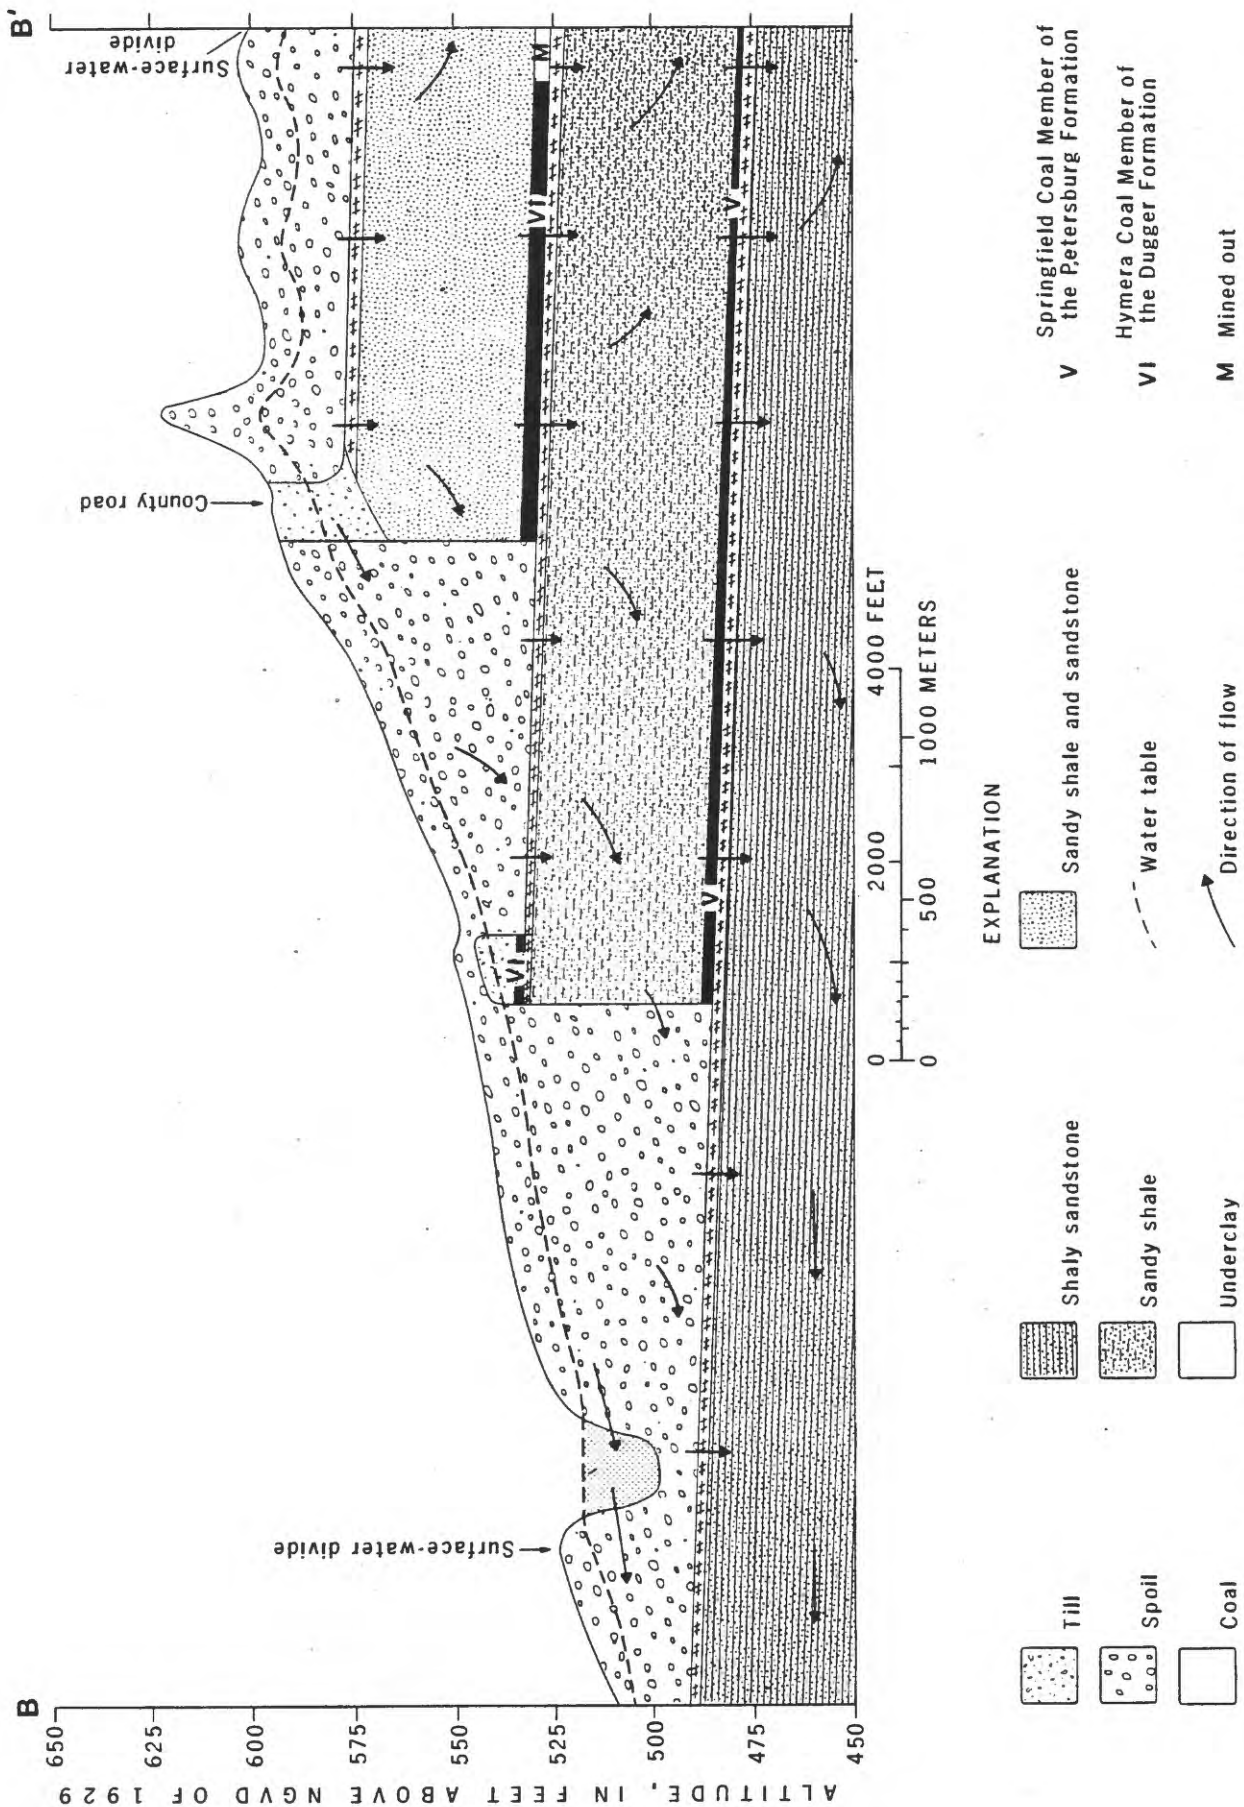 B
B'
Surface-water
divide
County road
Surface-water divide
650
625
600
575
550
525
500
475
450
ALTITUDE, IN FEET ABOVE NGVD OF 1929
VI
VI
M
V
V
0
2000
4000 FEET
0
500
1000 METERS
EXPLANATION
Till
Spoil
Coal
Shaly sandstone
Sandy shale
Underclay
Sandy shale and sandstone
Water table
Direction of flow
V Springfield Coal Member of
the Petersburg Formation
VI Hymera Coal Member of
the Dugger Formation
M Mined out